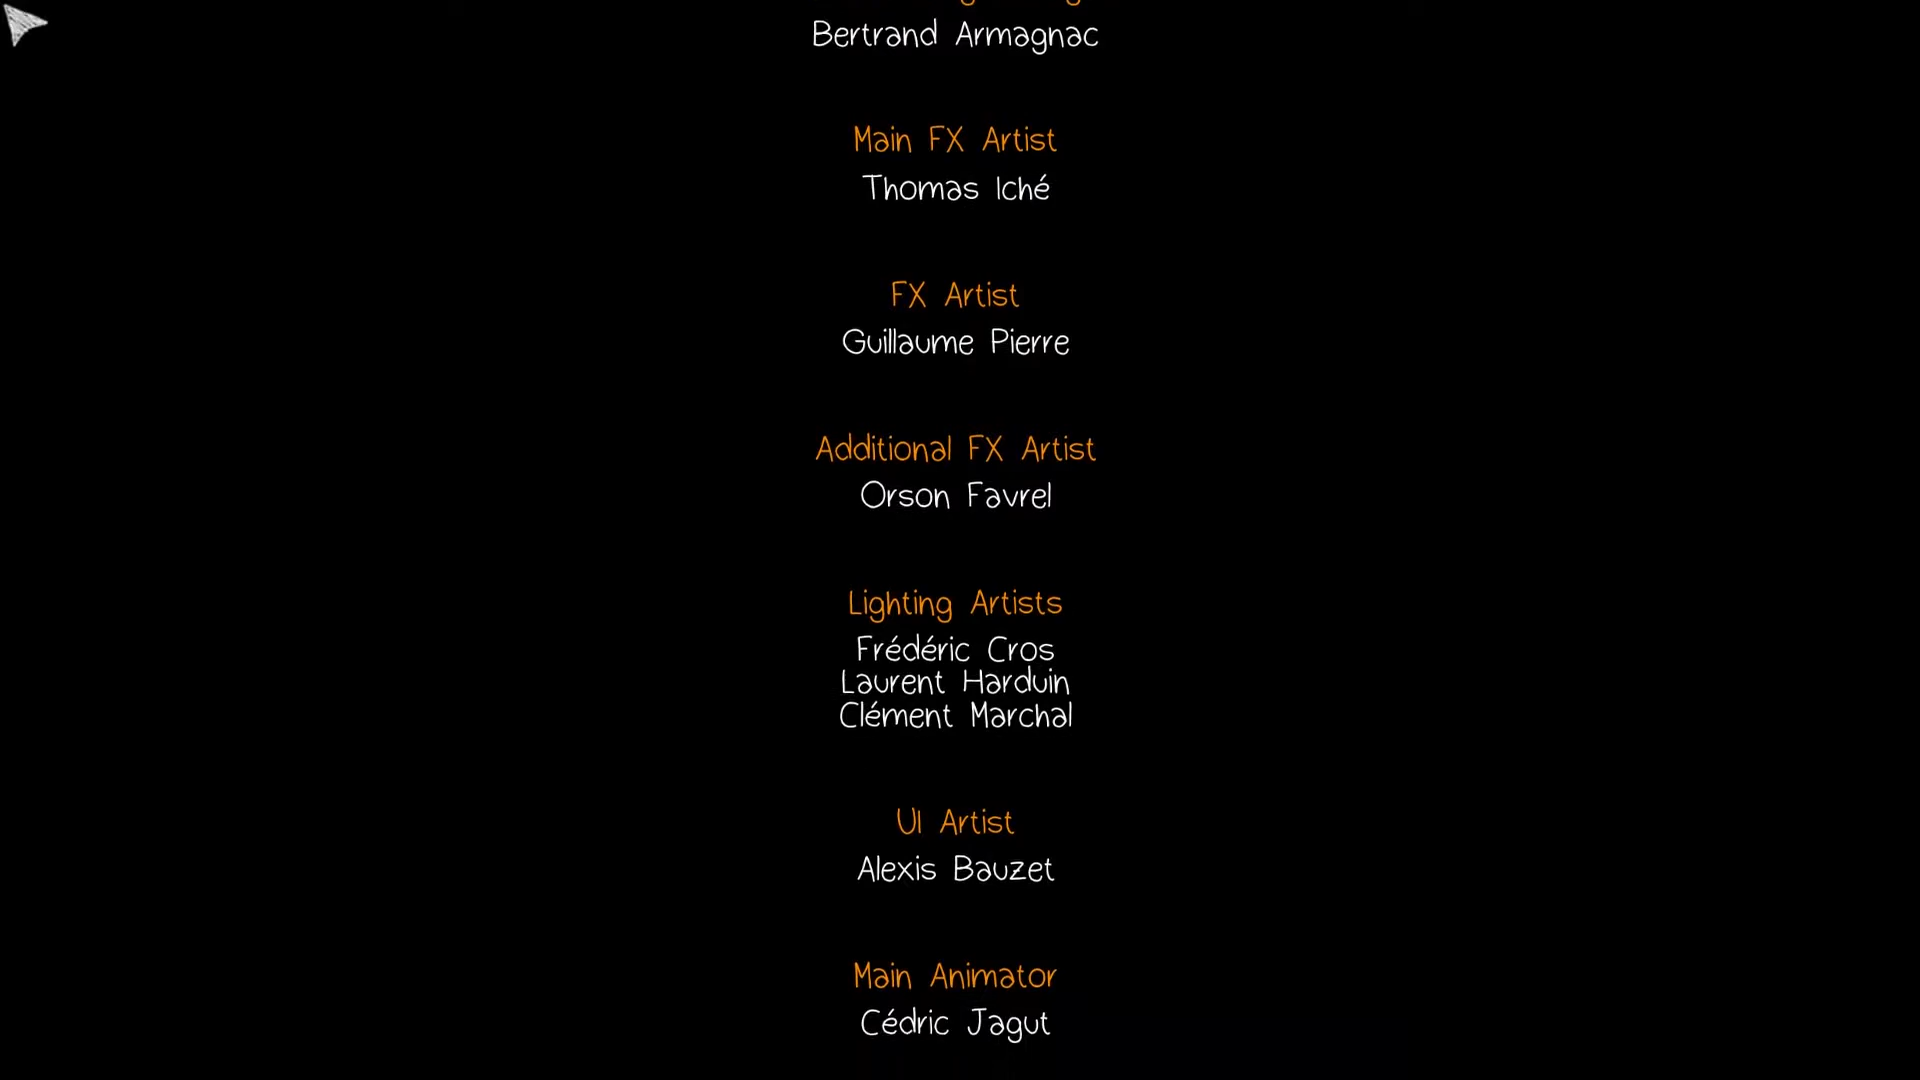 Bertrand Armagnac
Main FX Artist
Thomas Iché
FX Artist
Guillaume Pierre
Additional FX Artist
Orson Favrel
Lighting Artists
Frédéric Cros
Laurent Harduin
Clément Marchal
UI Artist
Alexis Bauzet
Main Animator
Cédric Jagut